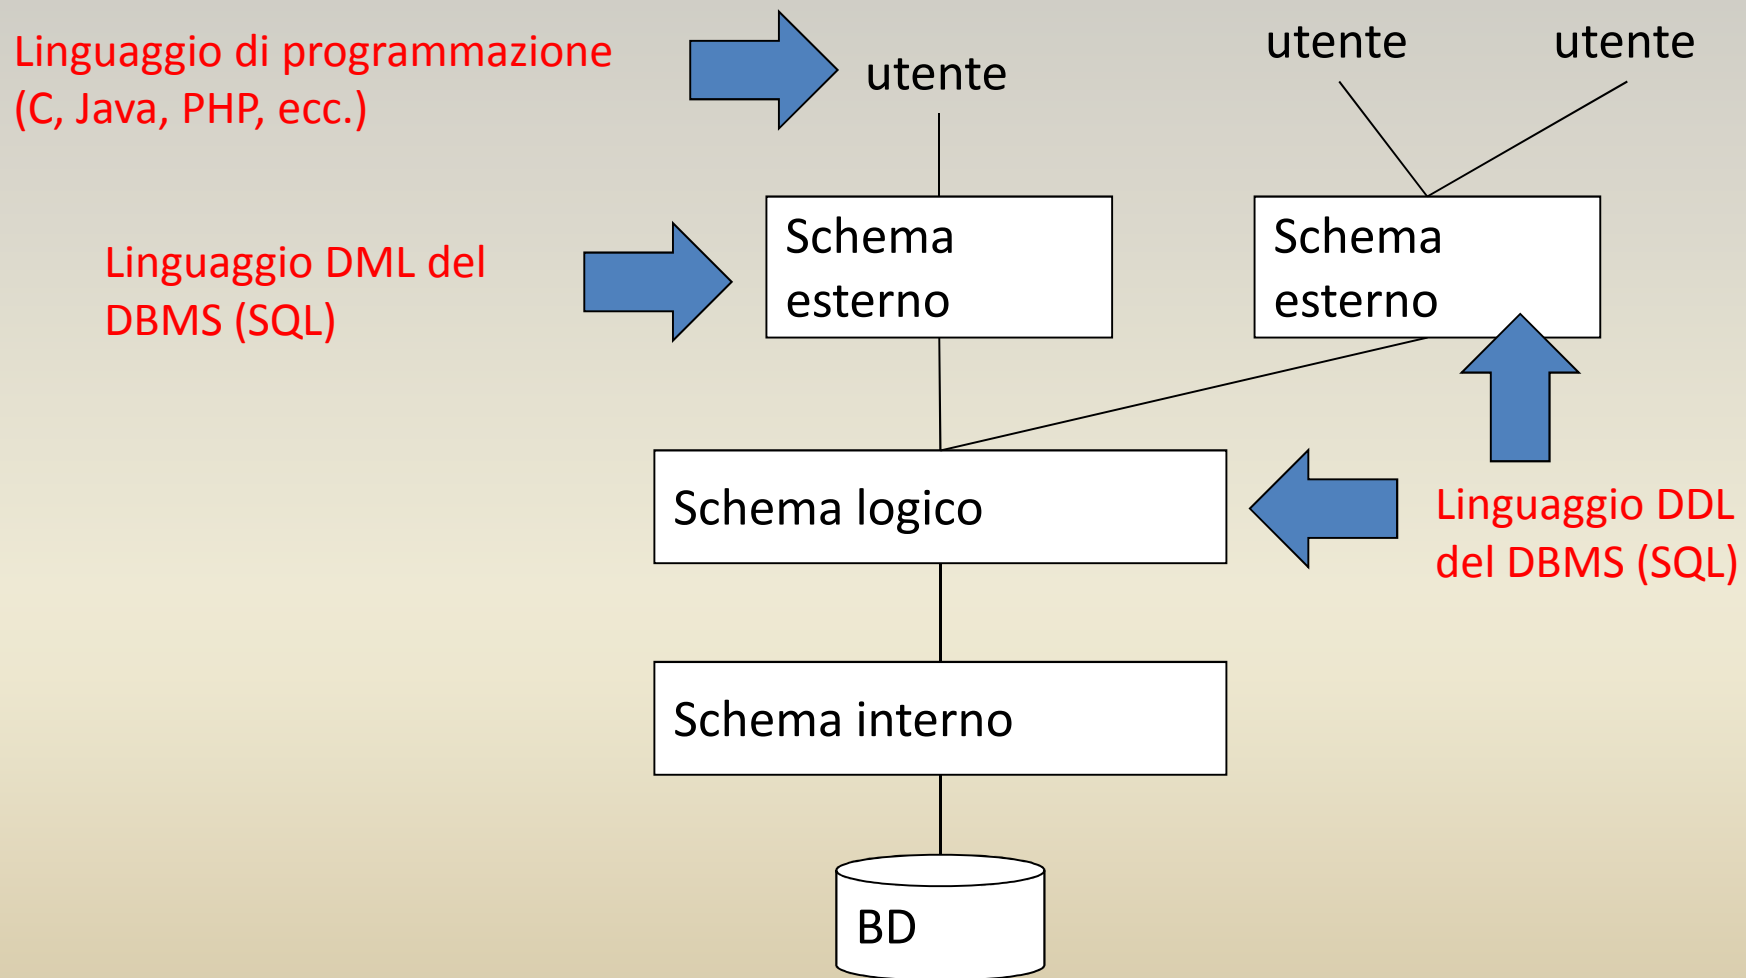 Linguaggio di programmazione
(C, Java, PHP, ecc.)
utente
utente
utente
Linguaggio DML del
DBMS (SQL)
Schema
esterno
Schema
esterno
Schema logico
Linguaggio DDL
del DBMS (SQL)
Schema interno
BD